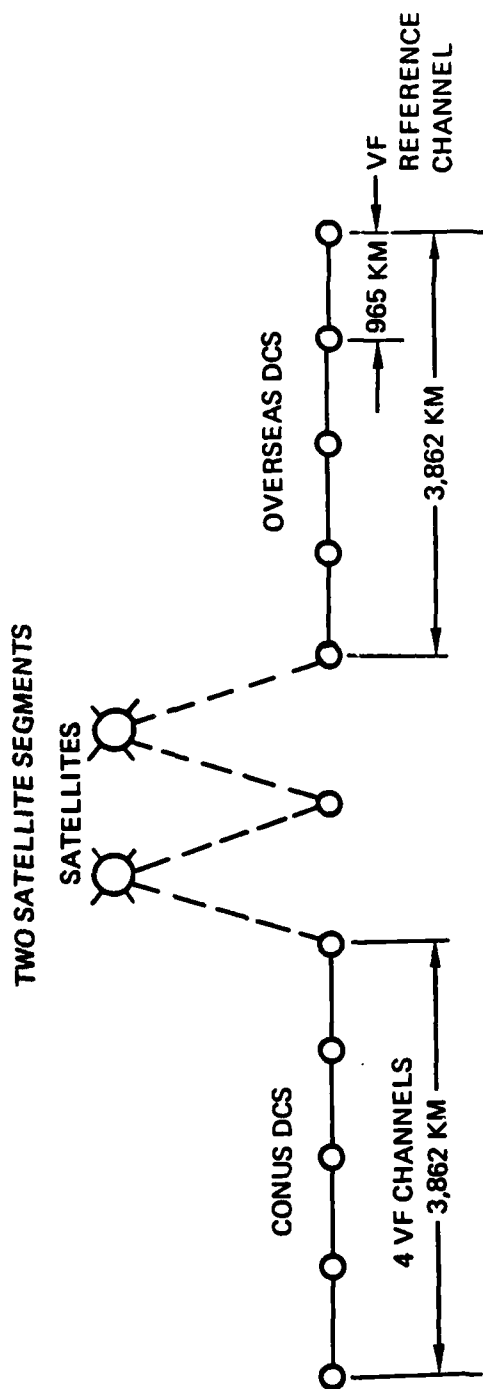 TWO SATELLITE SEGMENTS
SATELLITES
CONUS DCS
OVERSEAS DCS
4 VF CHANNELS
3,862 KM
965 KM
VF
REFERENCE
CHANNEL
3,862 KM